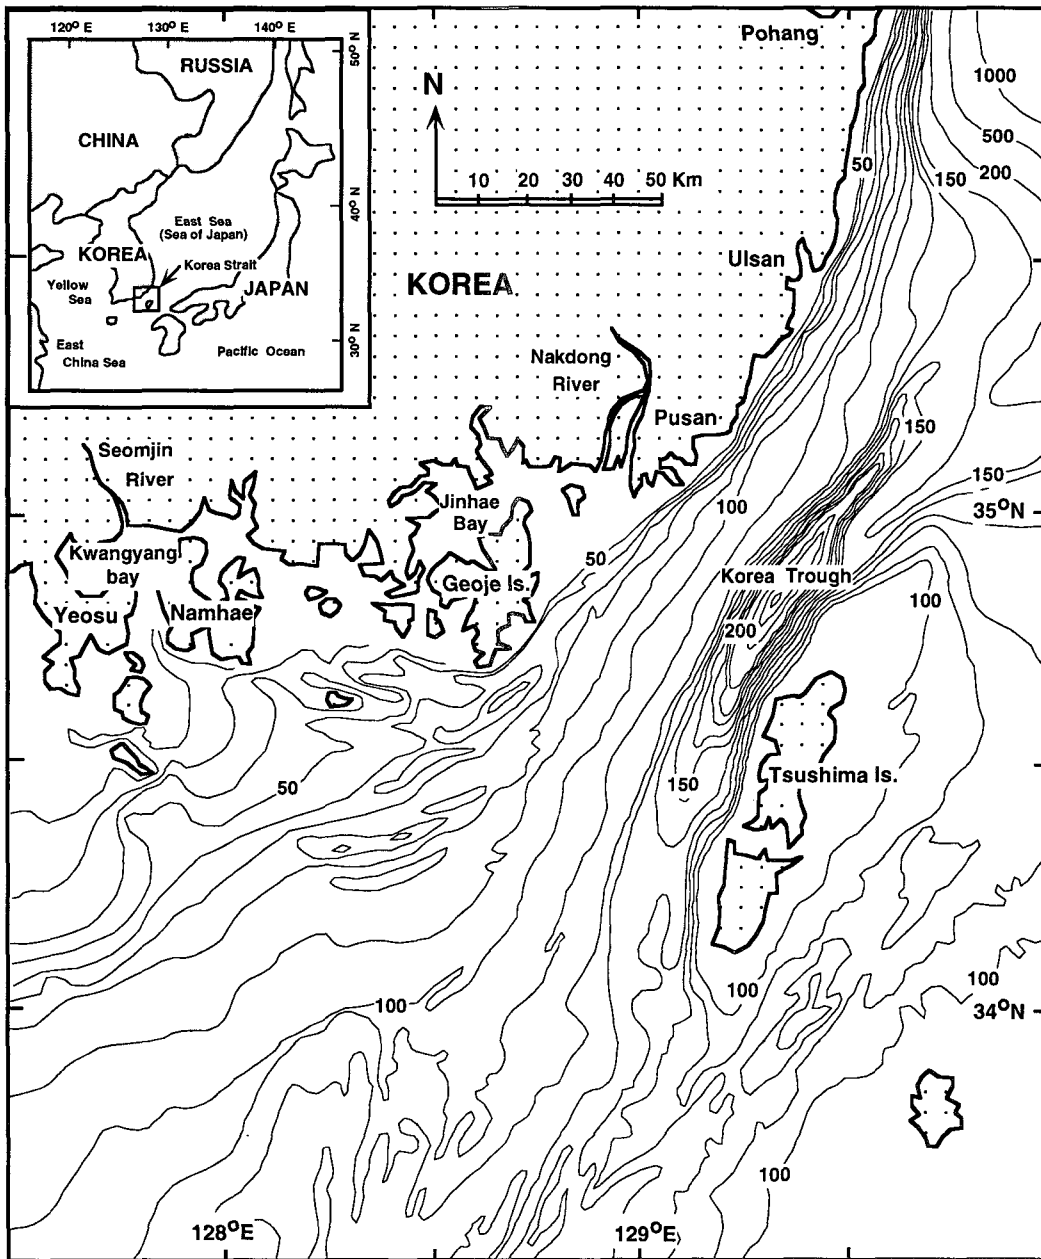 120° E
130° E
140° E
50° N
RUSSIA
CHINA
40° N
East Sea
(Sea of Japan)
KOREA
Korea Strait
Yellow
Sea
JAPAN
30° N
East
China Sea
Pacific Ocean
Pohang
N
10 20 30 40 50 Km
1000
500
50
150
200
Ulsan
KOREA
Nakdong
River
Pusan
150
Seomjin
River
150
35°N
Jinhae
Bay
100
Kwangyang
bay
50
Geoje Is.
Korea Trough
100
Yeosu
Namhae
200
50
150
Tsushima Is.
100
100
100
34°N
100
128°E
129°E